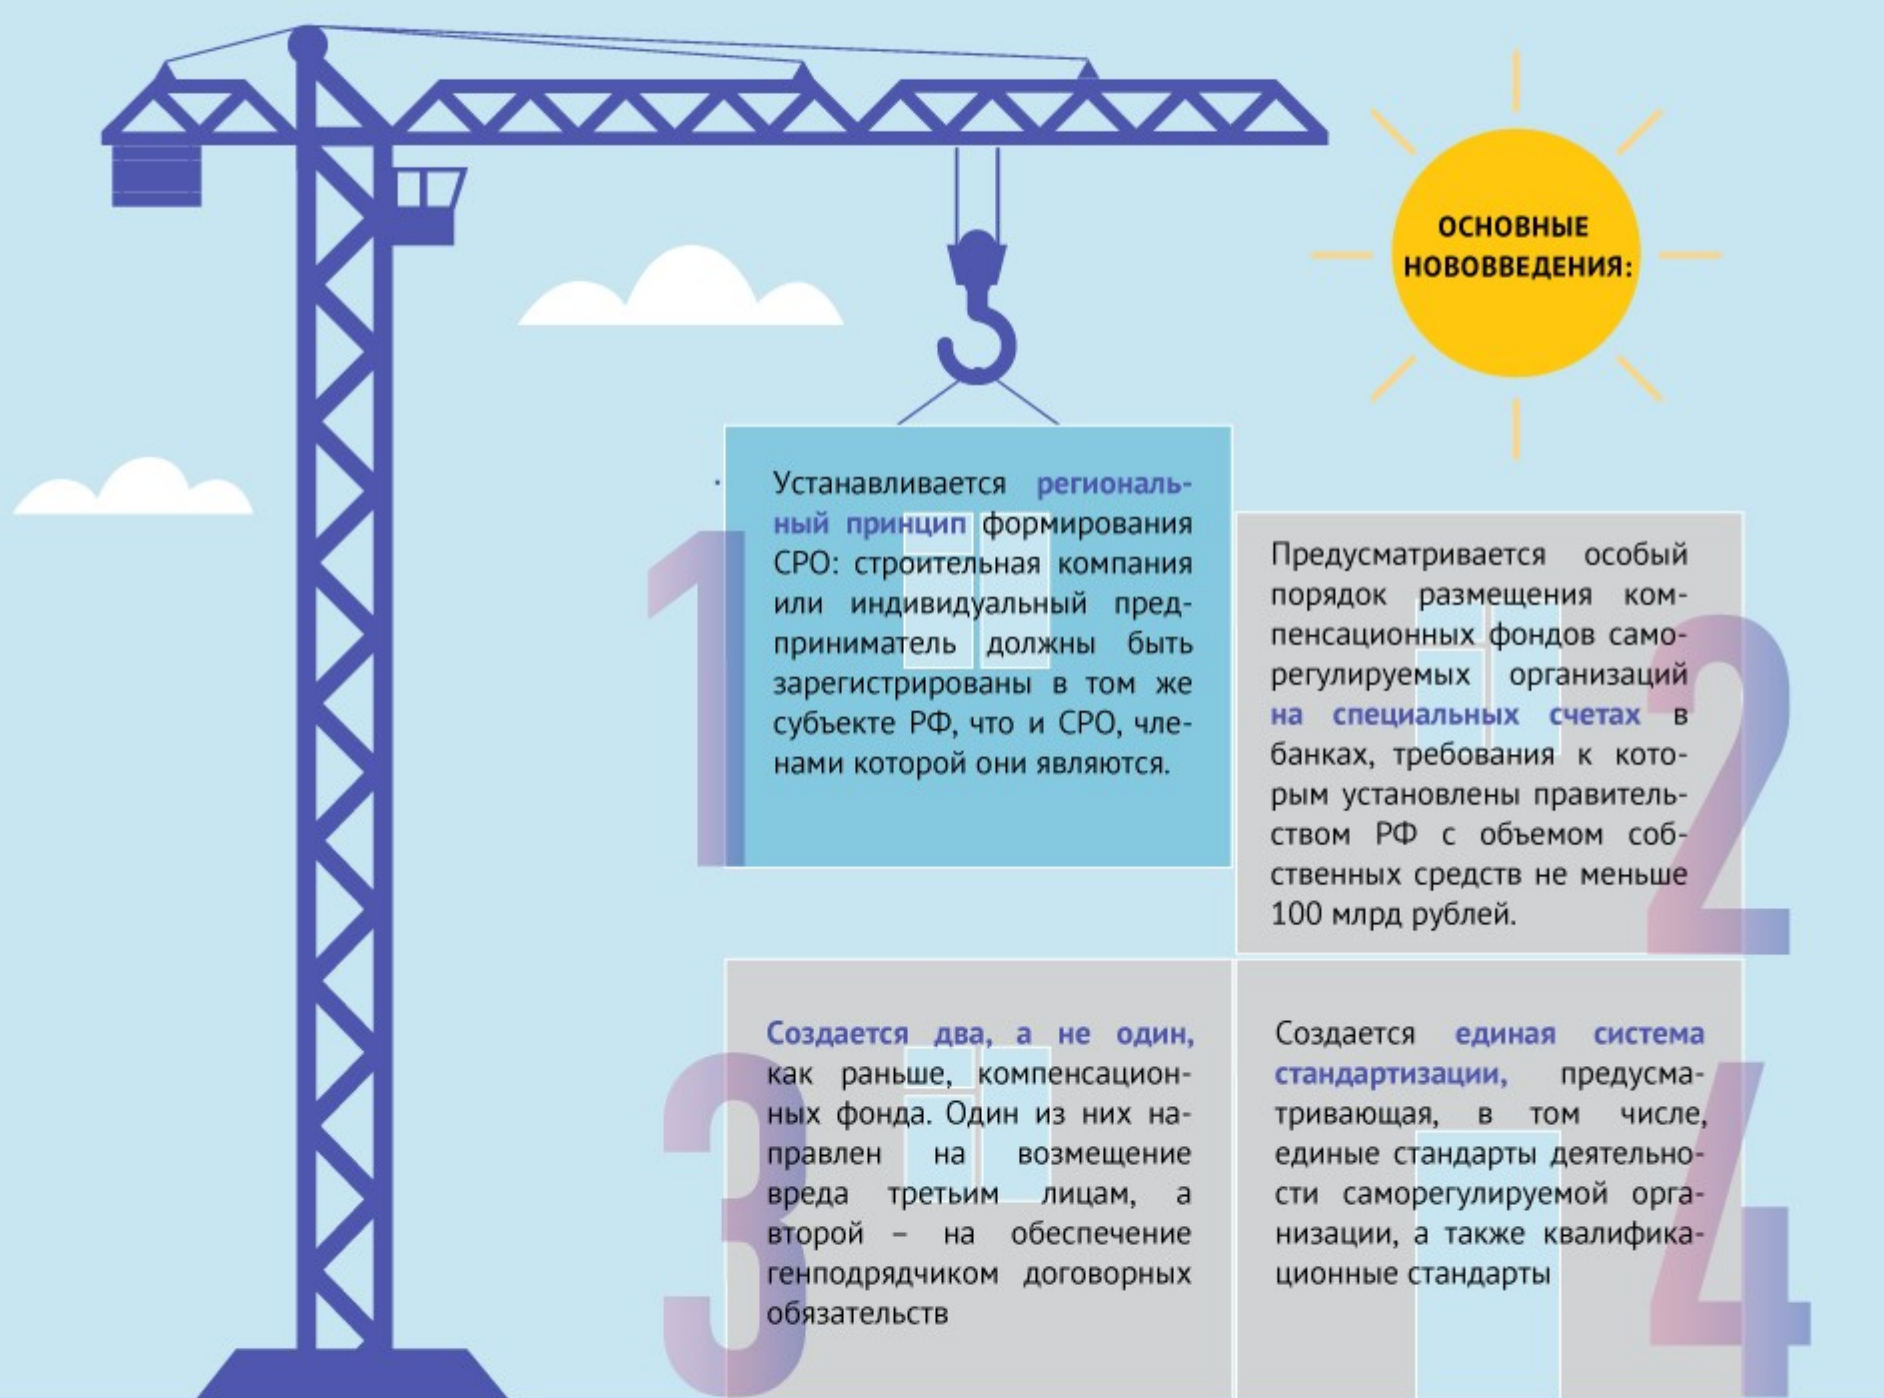 ОСНОВНЫЕ
НОВОВВЕДЕНИЯ:
1
Устанавливается региональ-
ный принцип формирования
СРО: строительная компания
или индивидуальный пред-
приниматель должны быть
зарегистрированы в том же
субъекте РФ, что и СРО, чле-
нами которой они являются.
2
Предусматривается особый
порядок размещения ком-
пенсационных фондов само-
регулируемых организаций
на специальных счетах в
банках, требования к кото-
рым установлены правитель-
ством РФ с объемом соб-
ственных средств не меньше
100 млрд рублей.
3
Создается два, а не один,
как раньше, компенсацион-
ных фонда. Один из них на-
правлен на возмещение
вреда третьим лицам, а
второй – на обеспечение
генподрядчиком договорных
обязательств
4
Создается единая система
стандартизации, предусма-
тривающая, в том числе,
единые стандарты деятельно-
сти саморегулируемой орга-
низации, а также квалифика-
ционные стандарты